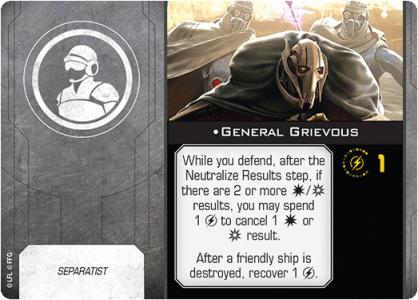 • GENERAL GRIEVOUS
While you defend, after the
Neutralize Results step, if
there are 2 or more /
results, you may spend
1 to cancel 1 or
result.
After a friendly ship is
destroyed, recover 1 .
1
SEPARATIST
© LFL © FFG